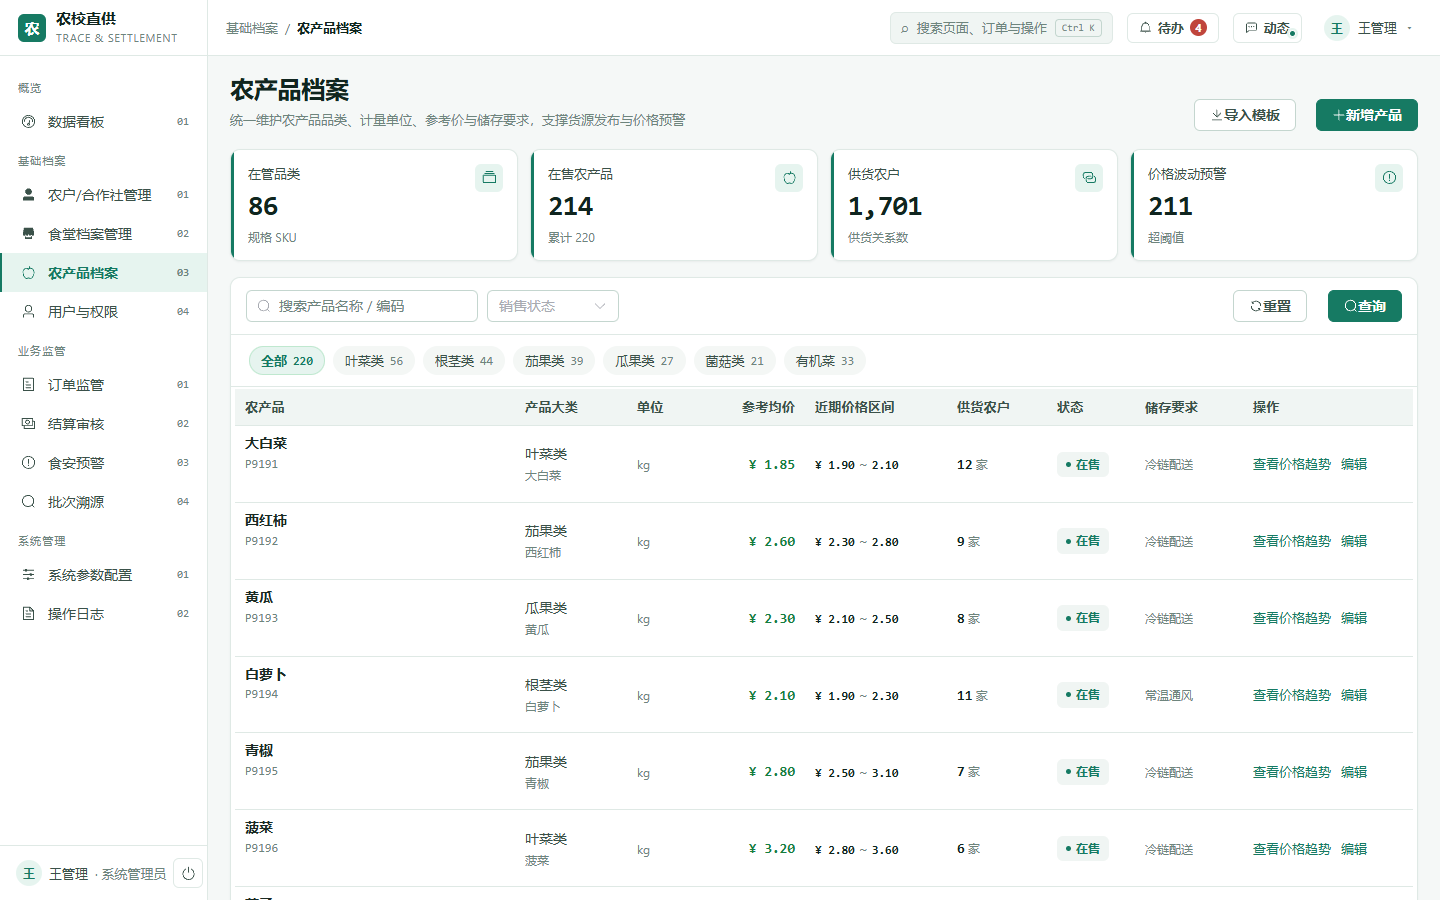 农校直供
农
TRACE & SETTLEMENT
基础档案 / 农产品档案
搜索页面、订单与操作 Ctrl K
待办 4
动态
王 王管理
概览
数据看板 01
基础档案
农户/合作社管理 01
食堂档案管理 02
农产品档案 03
用户与权限 04
业务监管
订单监管 01
结算审核 02
食安预警 03
批次溯源 04
系统管理
系统参数配置 01
操作日志 02
王 王管理 · 系统管理员
农产品档案
统一维护农产品品类、计量单位、参考价与储存要求，支撑货源发布与价格预警
导入模板
新增产品
在管品类
86
规格 SKU
在售农产品
214
累计 220
供货农户
1,701
供货关系数
价格波动预警
211
超阈值
搜索产品名称 / 编码
销售状态
重置
查询
全部 220 叶菜类 56 根茎类 44 茄果类 39 瓜果类 27 菌菇类 21 有机菜 33
农产品 产品大类 单位 参考均价 近期价格区间 供货农户 状态 储存要求 操作
大白菜
P9191
叶菜类
大白菜
kg ¥ 1.85 ¥ 1.90 ~ 2.10 12 家 在售 冷链配送 查看价格趋势 编辑
西红柿
P9192
茄果类
西红柿
kg ¥ 2.60 ¥ 2.30 ~ 2.80 9 家 在售 冷链配送 查看价格趋势 编辑
黄瓜
P9193
瓜果类
黄瓜
kg ¥ 2.30 ¥ 2.10 ~ 2.50 8 家 在售 冷链配送 查看价格趋势 编辑
白萝卜
P9194
根茎类
白萝卜
kg ¥ 2.10 ¥ 1.90 ~ 2.30 11 家 在售 常温通风 查看价格趋势 编辑
青椒
P9195
茄果类
青椒
kg ¥ 2.80 ¥ 2.50 ~ 3.10 7 家 在售 冷链配送 查看价格趋势 编辑
菠菜
P9196
叶菜类
菠菜
kg ¥ 3.20 ¥ 2.80 ~ 3.60 6 家 在售 冷链配送 查看价格趋势 编辑